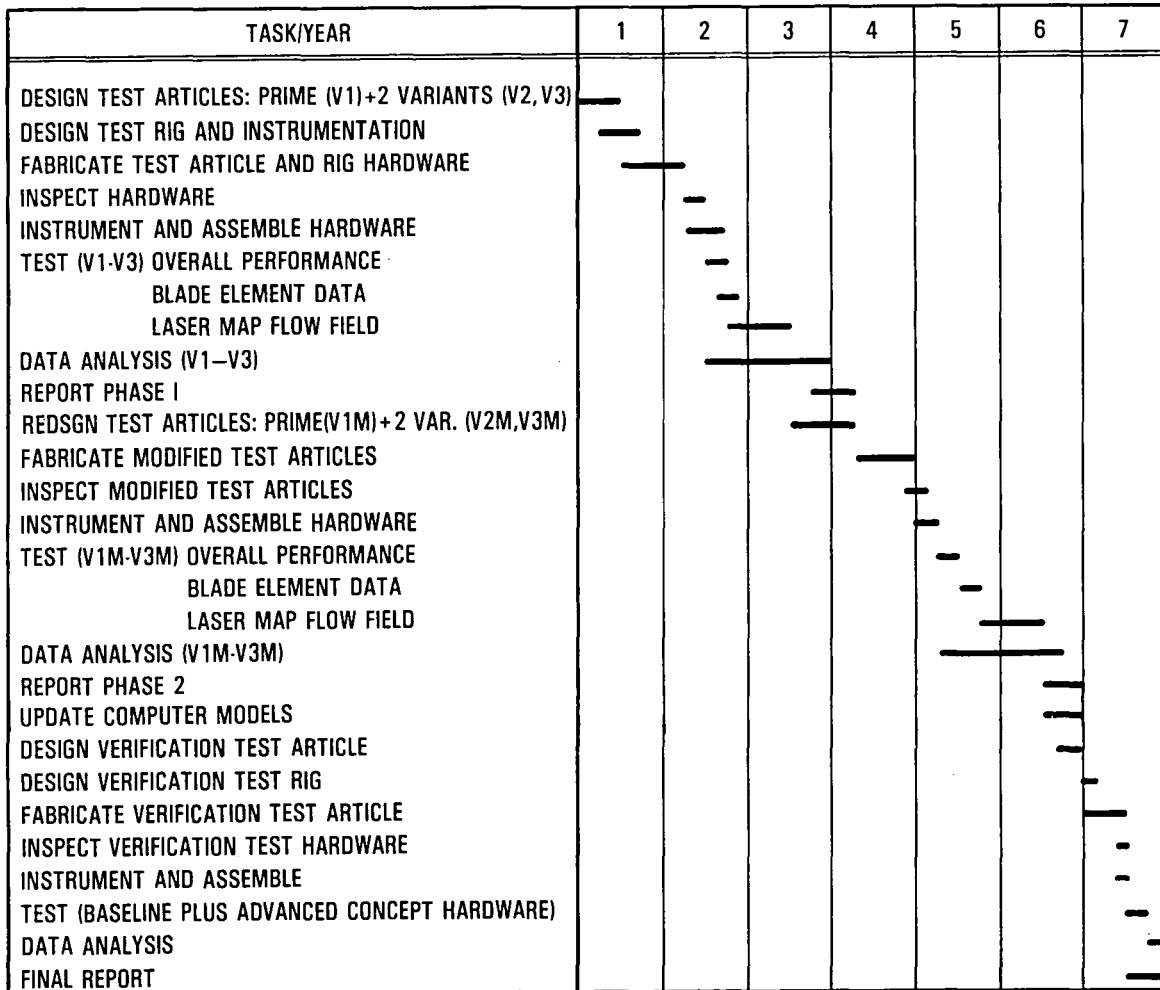 TASK/YEAR 1 2 3 4 5 6 7
DESIGN TEST ARTICLES: PRIME (V1)+2 VARIANTS (V2, V3)
DESIGN TEST RIG AND INSTRUMENTATION
FABRICATE TEST ARTICLE AND RIG HARDWARE
INSPECT HARDWARE
INSTRUMENT AND ASSEMBLE HARDWARE
TEST (V1-V3) OVERALL PERFORMANCE
BLADE ELEMENT DATA
LASER MAP FLOW FIELD
DATA ANALYSIS (V1—V3)
REPORT PHASE I
REDSGN TEST ARTICLES: PRIME(V1M)+2 VAR. (V2M,V3M)
FABRICATE MODIFIED TEST ARTICLES
INSPECT MODIFIED TEST ARTICLES
INSTRUMENT AND ASSEMBLE HARDWARE
TEST (V1M-V3M) OVERALL PERFORMANCE
BLADE ELEMENT DATA
LASER MAP FLOW FIELD
DATA ANALYSIS (V1M-V3M)
REPORT PHASE 2
UPDATE COMPUTER MODELS
DESIGN VERIFICATION TEST ARTICLE
DESIGN VERIFICATION TEST RIG
FABRICATE VERIFICATION TEST ARTICLE
INSPECT VERIFICATION TEST HARDWARE
INSTRUMENT AND ASSEMBLE
TEST (BASELINE PLUS ADVANCED CONCEPT HARDWARE)
DATA ANALYSIS
FINAL REPORT